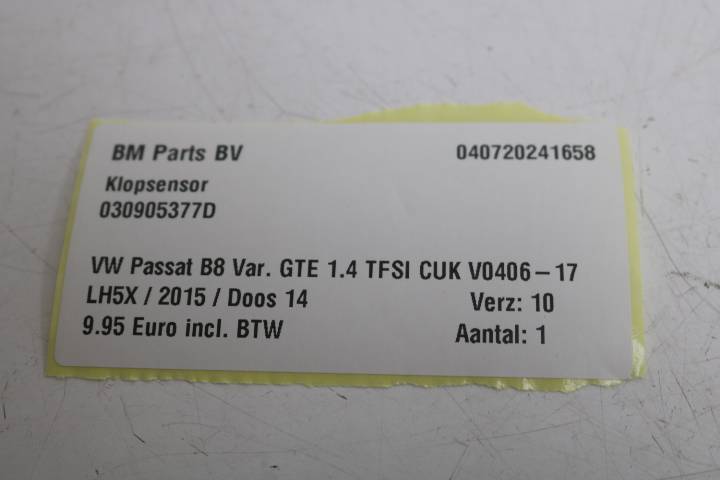 BM Parts BV 040720241658
Klopsensor
030905377D
VW Passat B8 Var. GTE 1.4 TFSI CUK V0406-17
LH5X / 2015 / Doos 14 Verz: 10
9.95 Euro incl. BTW Aantal: 1